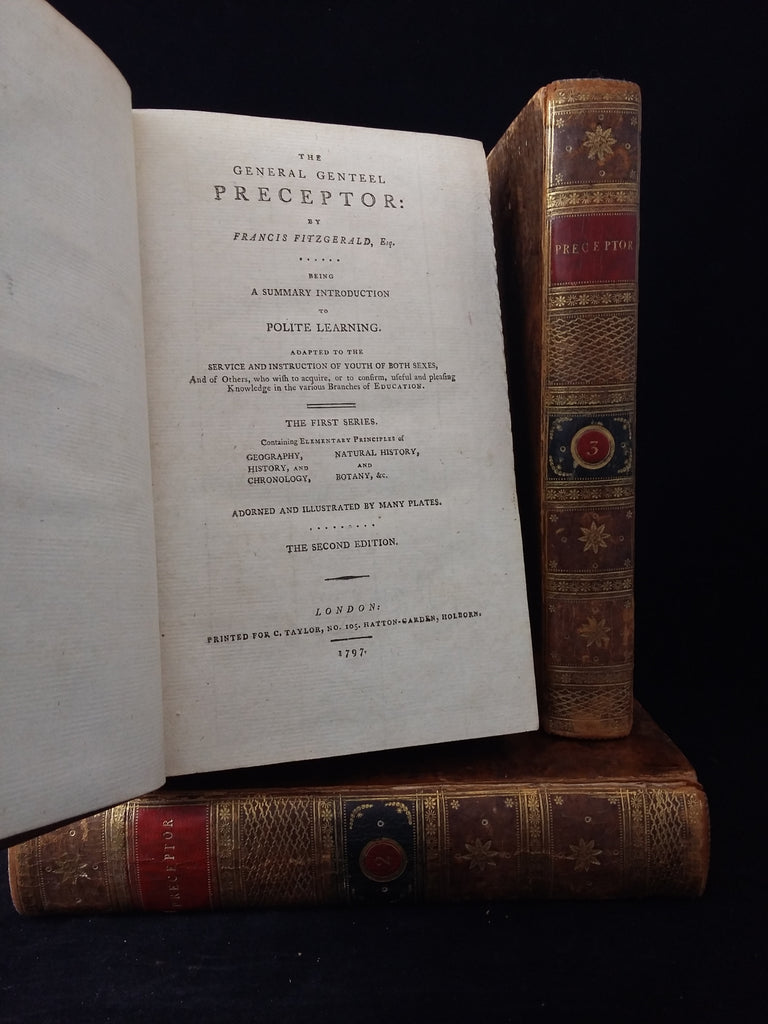 THE
GENERAL GENTEEL
PRECEPTOR:
BY
FRANCIS FITZGERALD, Esq.
BEING
A SUMMARY INTRODUCTION
TO
POLITE LEARNING.
ADAPTED TO THE
SERVICE AND INSTRUCTION OF YOUTH OF BOTH SEXES,
And of Others, who wiſh to acquire, or to confirm, uſeful and pleaſing
Knowledge in the various Branches of EDUCATION.
THE FIRST SERIES.
Containing ELEMENTARY PRINCIPLES of
GEOGRAPHY, NATURAL HISTORY,
HISTORY, AND AND
CHRONOLOGY, BOTANY, &c.
ADORNED AND ILLUSTRATED BY MANY PLATES.
THE SECOND EDITION.
LONDON:
PRINTED FOR C. TAYLOR, NO. 105. HATTON-GARDEN, HOLBORN.
1797.
PRECEPTOR
3
PRECEPTOR
2